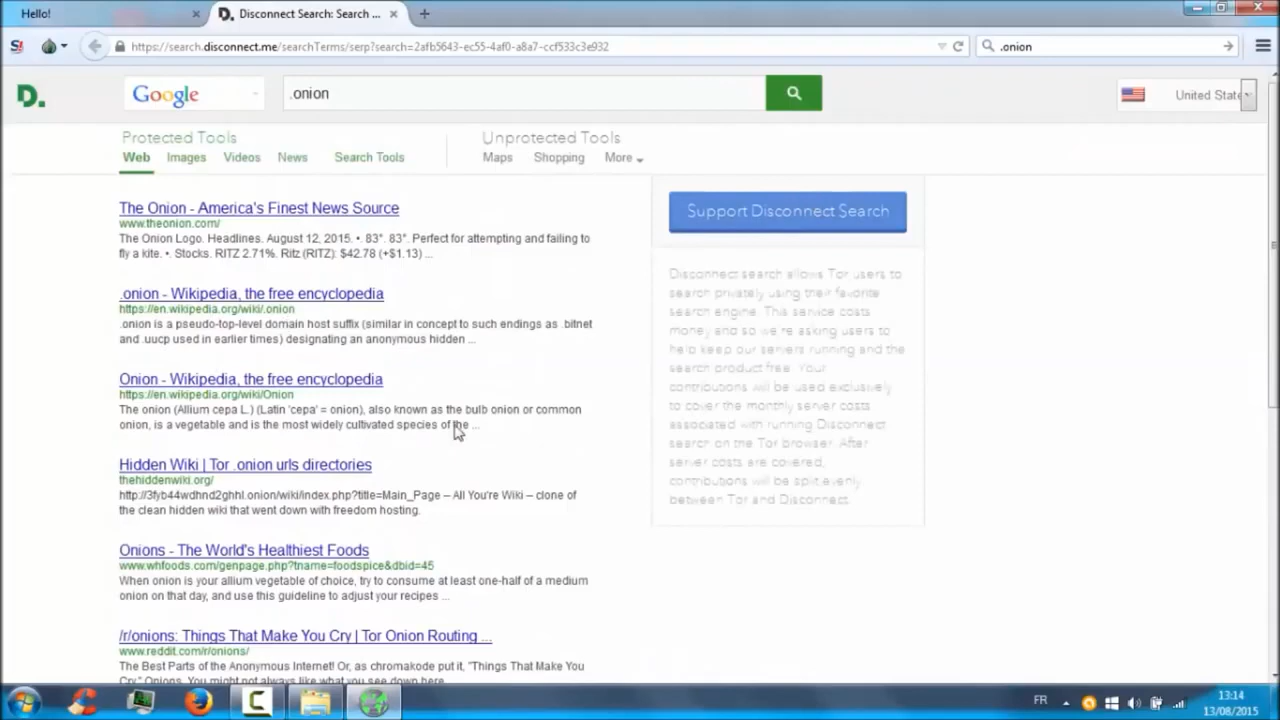 Hello!
Disconnect Search: Search ...
https://search.disconnect.me/searchTerms/serp?search=2afb5643-ec55-4af0-a8a7-ccf533c3e932
.onion
D.
Google
.onion
United State
Protected Tools
Unprotected Tools
Web
Images
Videos
News
Search Tools
Maps
Shopping
More
The Onion - America's Finest News Source
www.theonion.com/
The Onion Logo. Headlines. August 12, 2015. •. 83°. 83°. Perfect for attempting and failing to
fly a kite. •. Stocks. RITZ 2.71%. Ritz (RITZ): $42.78 (+$1.13) ...
.onion - Wikipedia, the free encyclopedia
https://en.wikipedia.org/wiki/.onion
.onion is a pseudo-top-level domain host suffix (similar in concept to such endings as .bitnet
and .uucp used in earlier times) designating an anonymous hidden ...
Onion - Wikipedia, the free encyclopedia
https://en.wikipedia.org/wiki/Onion
The onion (Allium cepa L.) (Latin 'cepa' = onion), also known as the bulb onion or common
onion, is a vegetable and is the most widely cultivated species of the ...
Hidden Wiki | Tor .onion urls directories
thehiddenwiki.org/
http://3fyb44wdhnd2ghhl.onion/wiki/index.php?title=Main_Page – All You're Wiki – clone of
the clean hidden wiki that went down with freedom hosting.
Onions - The World's Healthiest Foods
www.whfoods.com/genpage.php?tname=foodspice&dbid=45
When onion is your allium vegetable of choice, try to consume at least one-half of a medium
onion on that day, and use this guideline to adjust your recipes ...
/r/onions: Things That Make You Cry | Tor Onion Routing ...
www.reddit.com/r/onions/
The Best Parts of the Anonymous Internet! Or, as chromakode put it, "Things That Make You
Cry." Onions. You might not always like what you see down here.
Support Disconnect Search
Disconnect search allows Tor users to
search privately using their favorite
search engine. This service costs
money and so we're asking users to
help keep our servers running and the
search product free. Your
contributions will be used exclusively
to cover the monthly server costs
associated with running Disconnect
search on the Tor browser. After
server costs are covered,
contributions will be split evenly
between Tor and Disconnect.
FR
13:14
13/08/2015